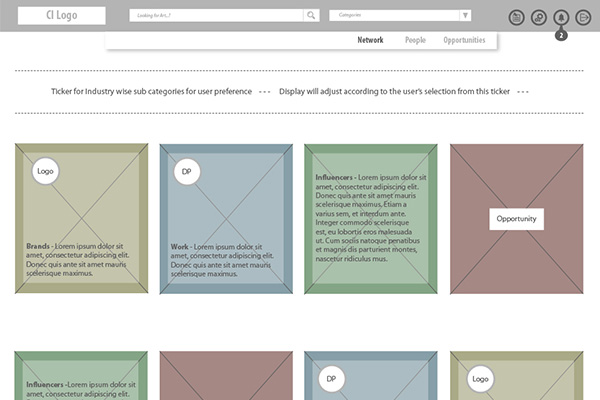 CI Logo
Looking for Art..?
Categories
2
Network People Opportunities
Ticker for Industry wise sub categories for user preference --- Display will adjust according to the user's selection from this ticker ---
Logo
Brands - Lorem ipsum dolor sit
amet, consectetur adipiscing elit.
Donec quis ante sit amet mauris
scelerisque maximus.
DP
Work - Lorem ipsum dolor sit
amet, consectetur adipiscing elit.
Donec quis ante sit amet mauris
scelerisque maximus.
Influencers - Lorem ipsum dolor sit
amet, consectetur adipiscing elit.
Donec quis ante sit amet mauris
scelerisque maximus. Etiam a
varius sem, et interdum ante.
Integer commodo scelerisque
est, eu lobortis eros malesuada
ut. Cum sociis natoque penatibus
et magnis dis parturient montes,
nascetur ridiculus mus.
Opportunity
Influencers -Lorem ipsum dolor sit
amet, consectetur adipiscing elit.
DP
Logo